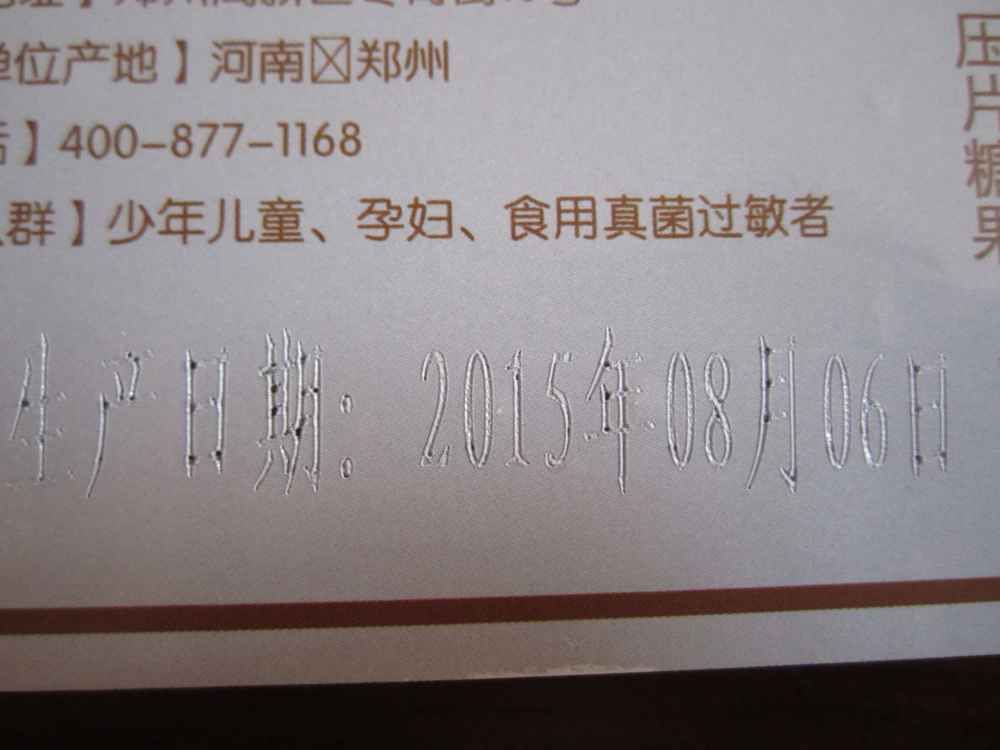 单位产地】河南☒郑州
】400-877-1168
群】少年儿童、孕妇、食用真菌过敏者
生产日期：2015年08月06日
压片糖果